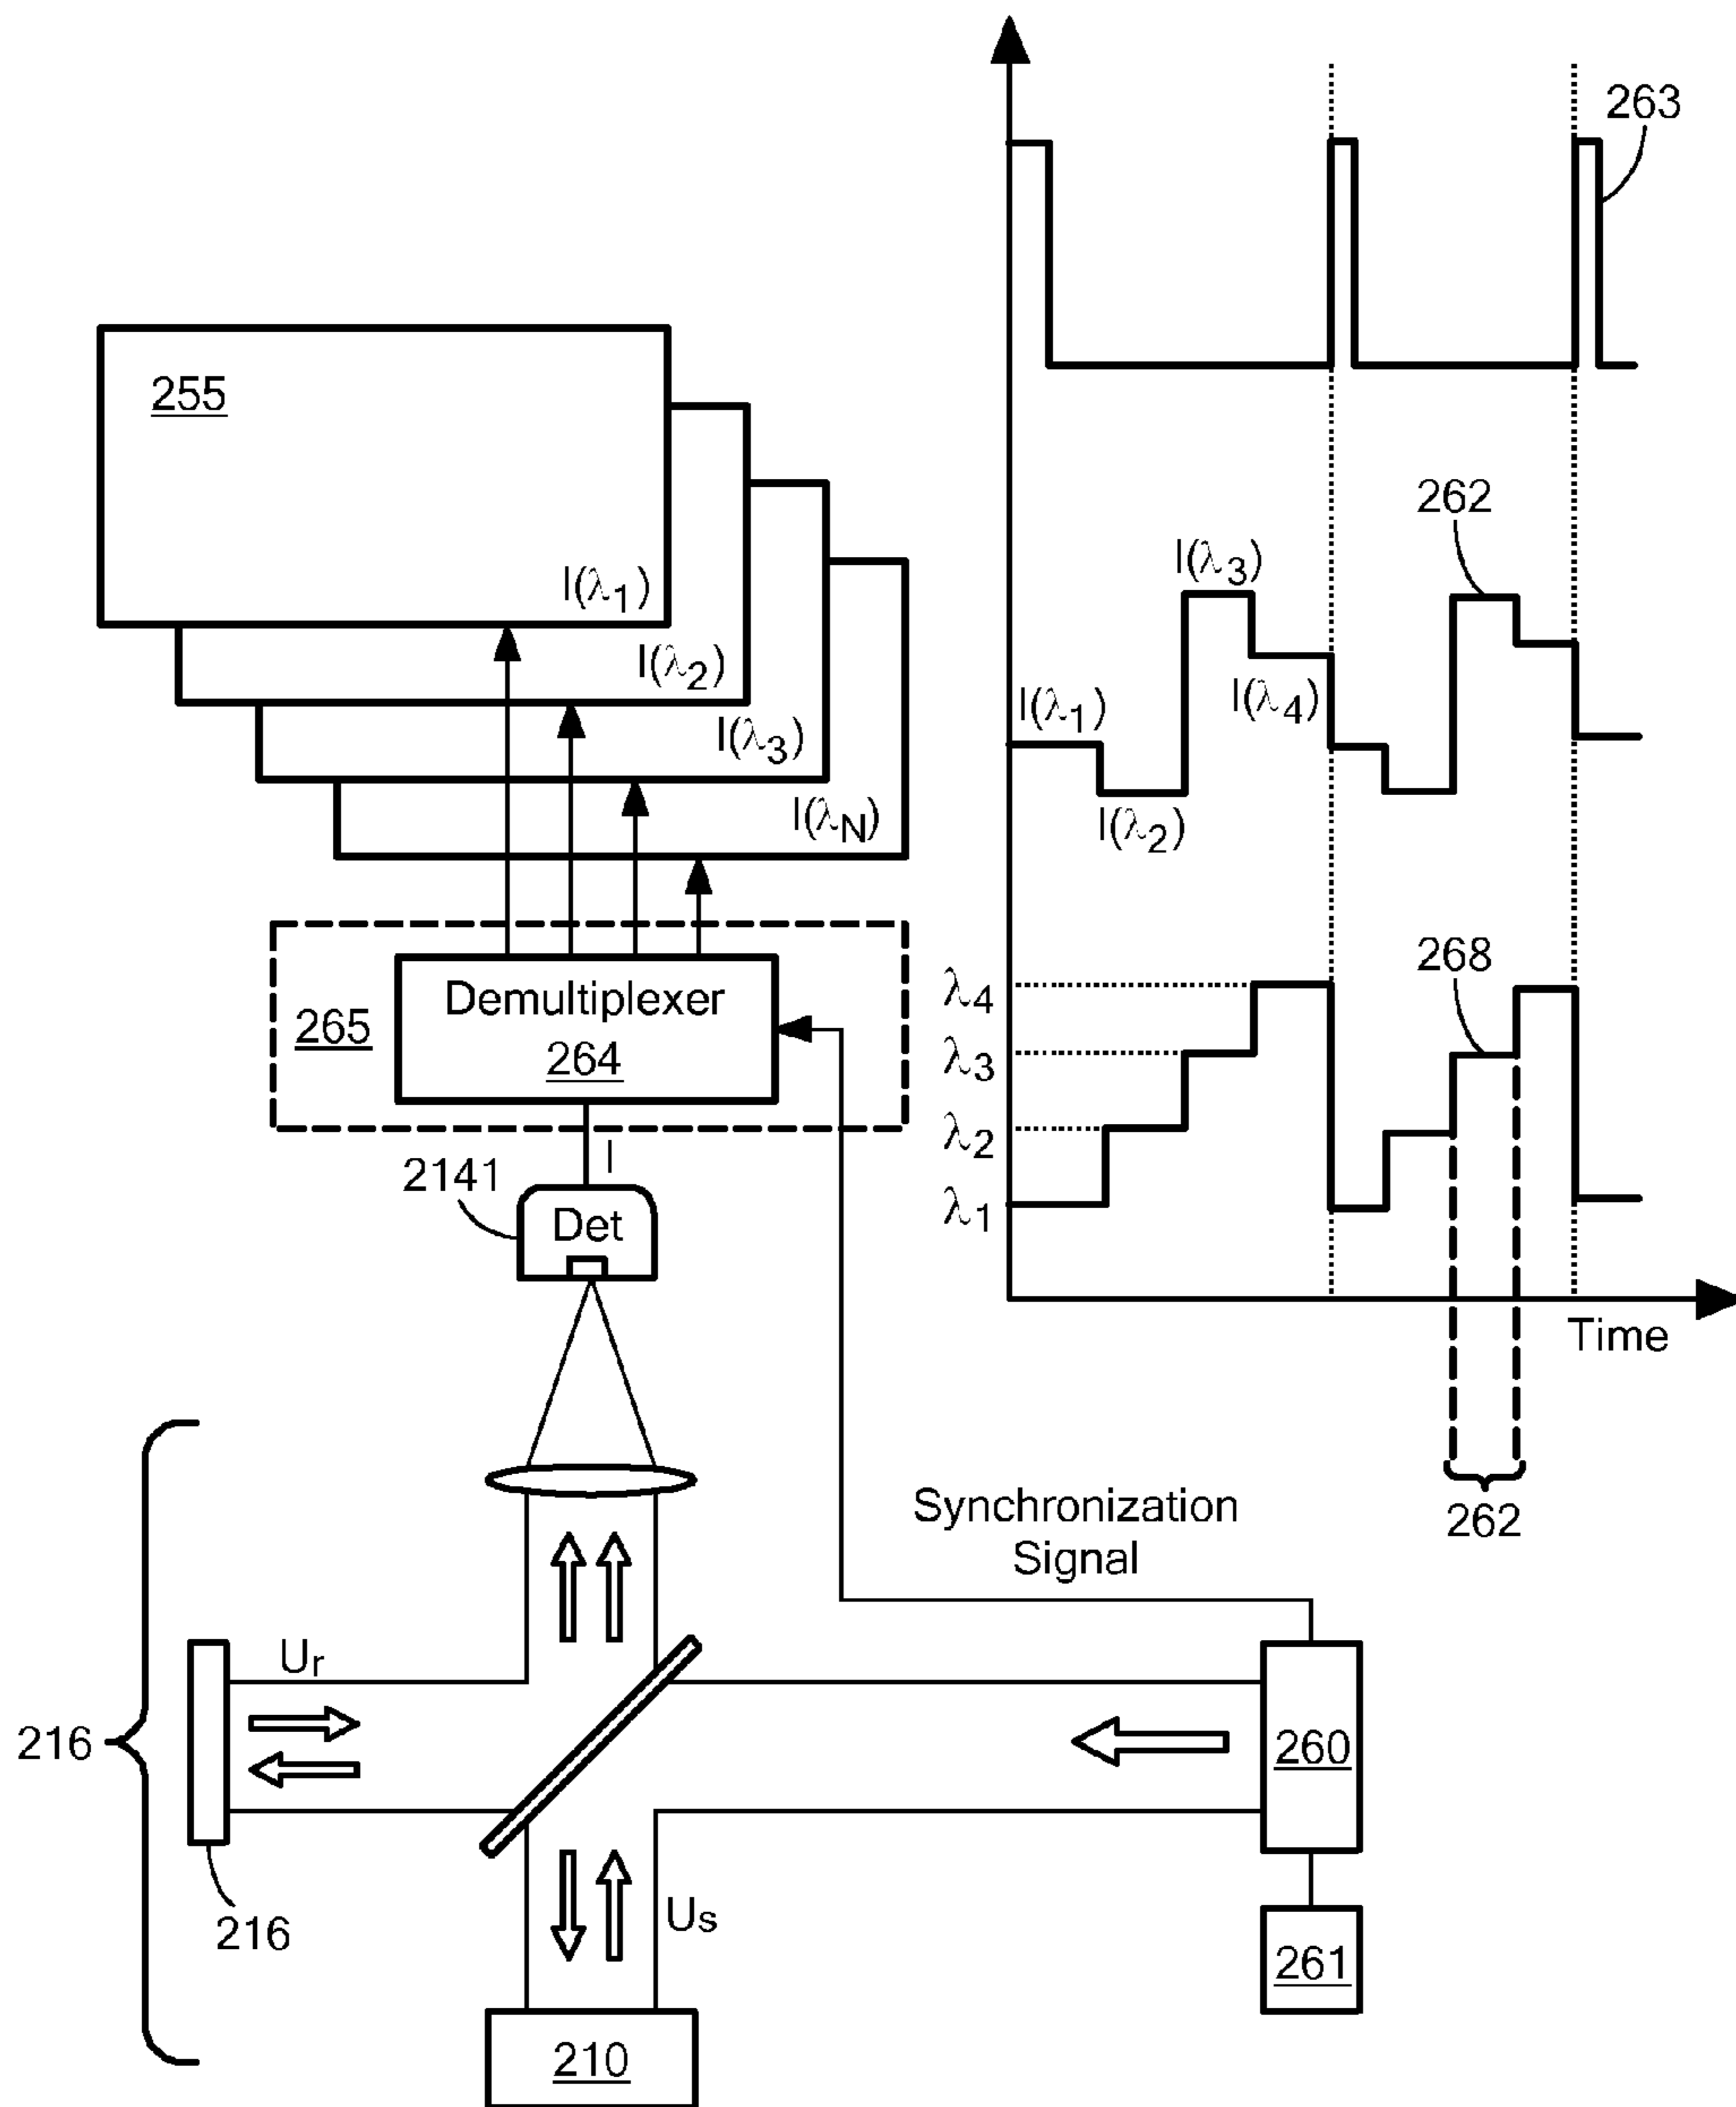 263
255
262
I(λ3)
I(λ1)
I(λ2)
I(λ1)
I(λ4)
I(λ3)
I(λN)
I(λ2)
268
λ4
Demultiplexer
265
264
λ3
λ2
2141
I
λ1
Det
Time
262
Synchronization
Signal
Ur
216
260
216
Us
261
210